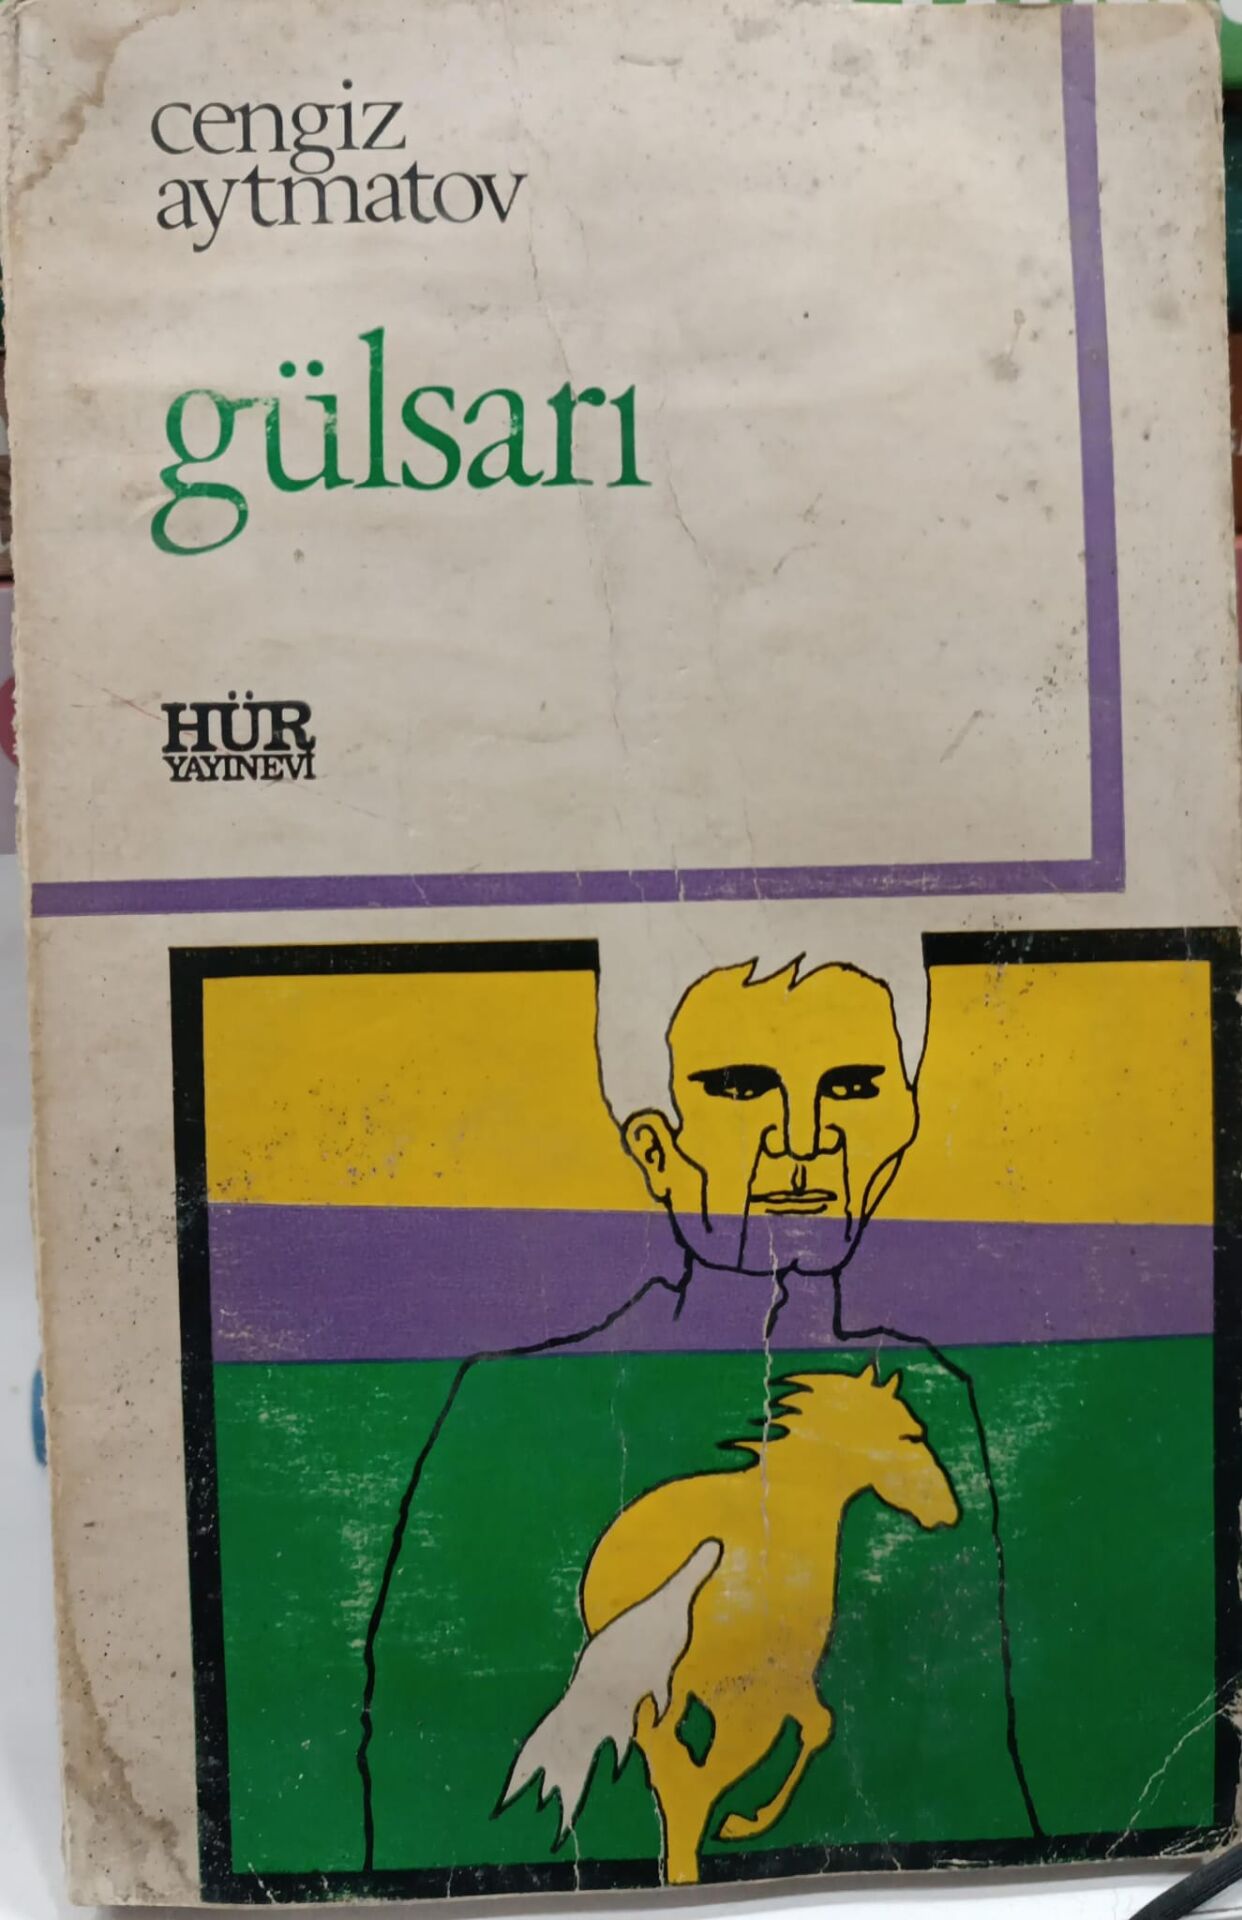 cengiz
aytmatov
gülsarı
HÜR
YAYINEVİ